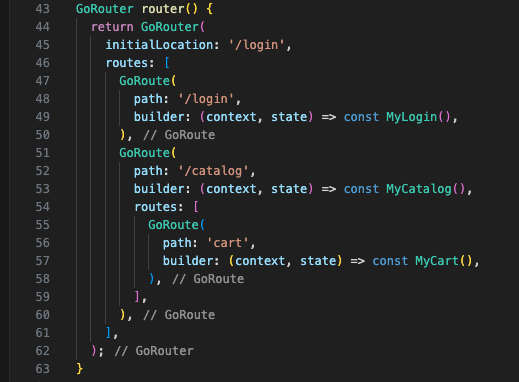 43 GoRouter router() {
44   return GoRouter(
45     initialLocation: '/login',
46     routes: [
47       GoRoute(
48         path: '/login',
49         builder: (context, state) => const MyLogin(),
50       ), // GoRoute
51       GoRoute(
52         path: '/catalog',
53         builder: (context, state) => const MyCatalog(),
54         routes: [
55           GoRoute(
56             path: 'cart',
57             builder: (context, state) => const MyCart(),
58           ), // GoRoute
59         ],
60       ), // GoRoute
61     ],
62   ); // GoRouter
63 }